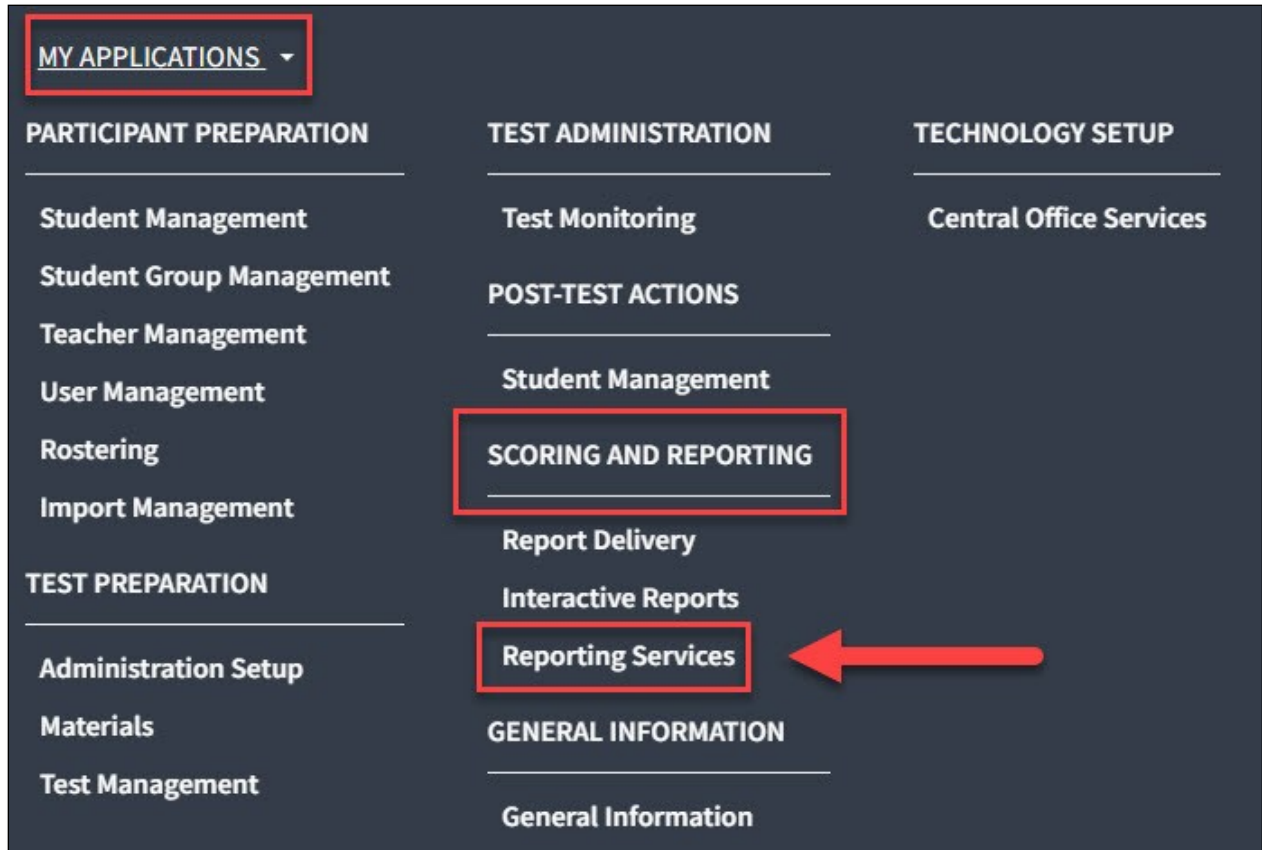 MY APPLICATIONS
PARTICIPANT PREPARATION
Student Management
Student Group Management
Teacher Management
User Management
Rostering
Import Management
TEST PREPARATION
Administration Setup
Materials
Test Management
TEST ADMINISTRATION
Test Monitoring
POST-TEST ACTIONS
Student Management
SCORING AND REPORTING
Report Delivery
Interactive Reports
Reporting Services
GENERAL INFORMATION
General Information
TECHNOLOGY SETUP
Central Office Services